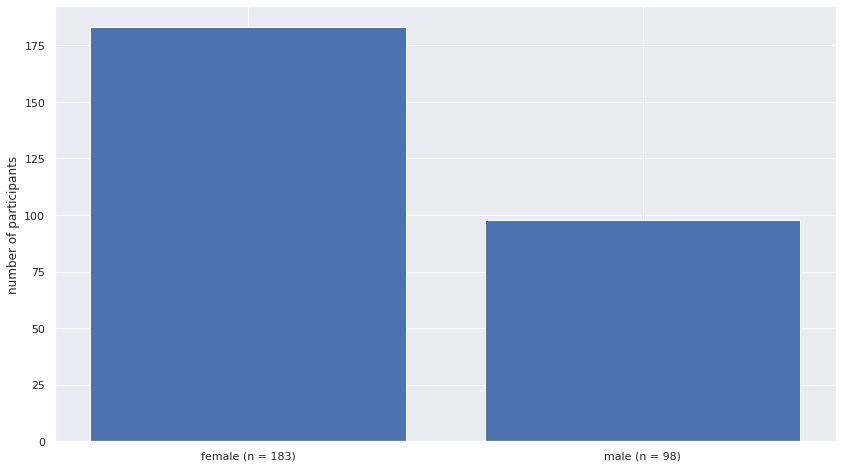 175
150
125
100
75
50
25
0
number of participants
female (n = 183)
male (n = 98)